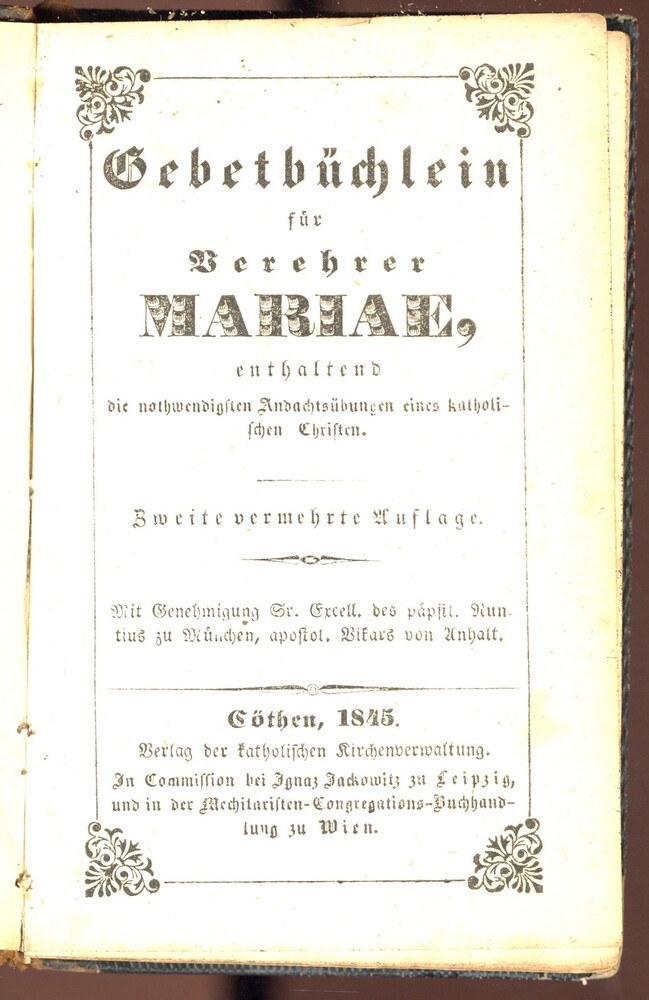 Gebetbüchlein
für
Verehrer
MARIAE,
enthaltend
die nothwendigsten Andachtsübungen eines katholi-
schen Christen.
Zweite vermehrte Auflage.
Mit Genehmigung Sr. Excell. des päpstl. Nun-
tius zu München, apostol. Vikars von Anhalt.
Cöthen, 1845.
Verlag der katholischen Kirchenverwaltung.
In Commission bei Ignaz Jackowitz zu Leipzig,
und in der Mechitaristen-Congregations-Buchhand-
lung zu Wien.